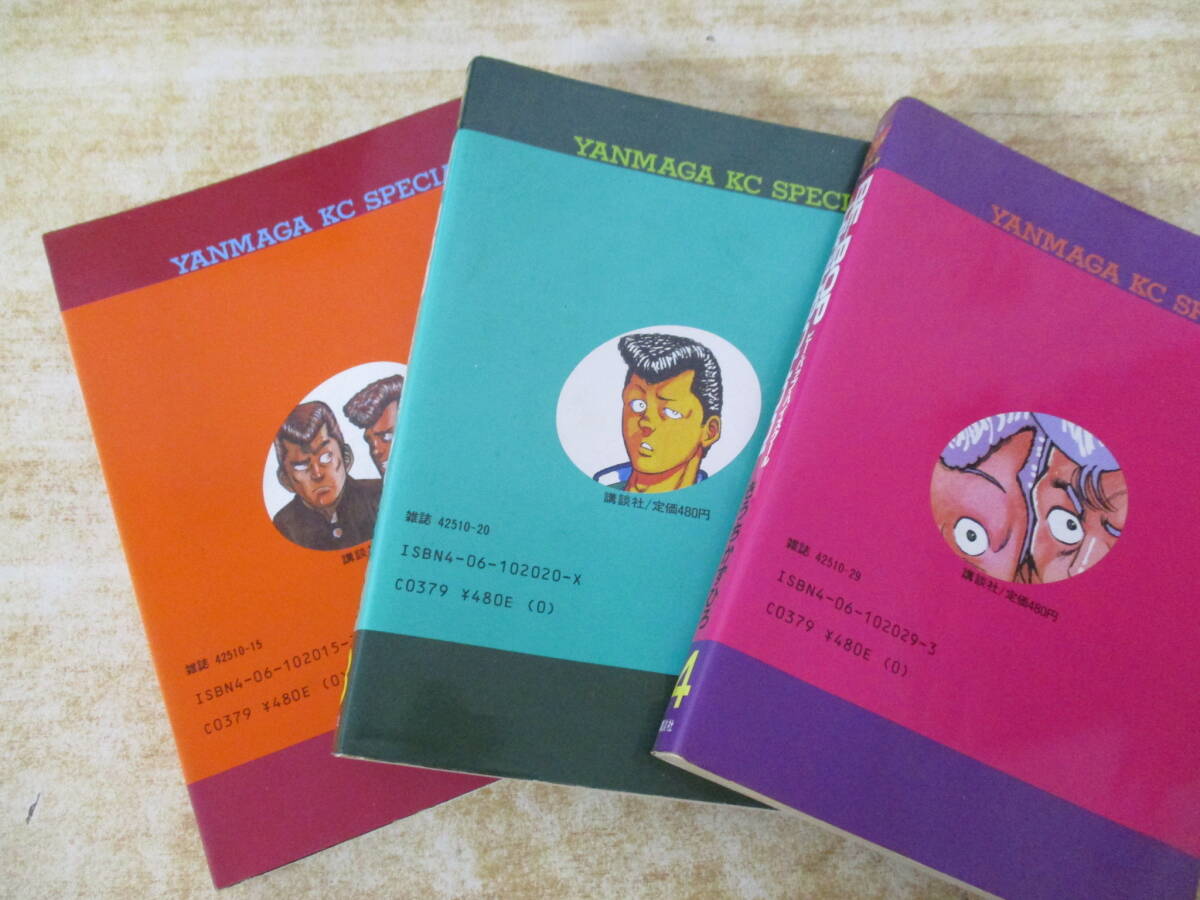 YANMAGA KC SPECI
講談
雑誌 42510-15
ISBN4-06-102015-
C0379 ¥480E (0)
YANMAGA KC SPECI
講談社/定価480円
雑誌 42510-20
ISBN4-06-102020-X
C0379 ¥480E (0)
BE-BOP
4
YANMAGA KC SP
講談社/定価480円
雑誌 42510-29
ISBN4-06-102029-3
C0379 ¥480E (0)